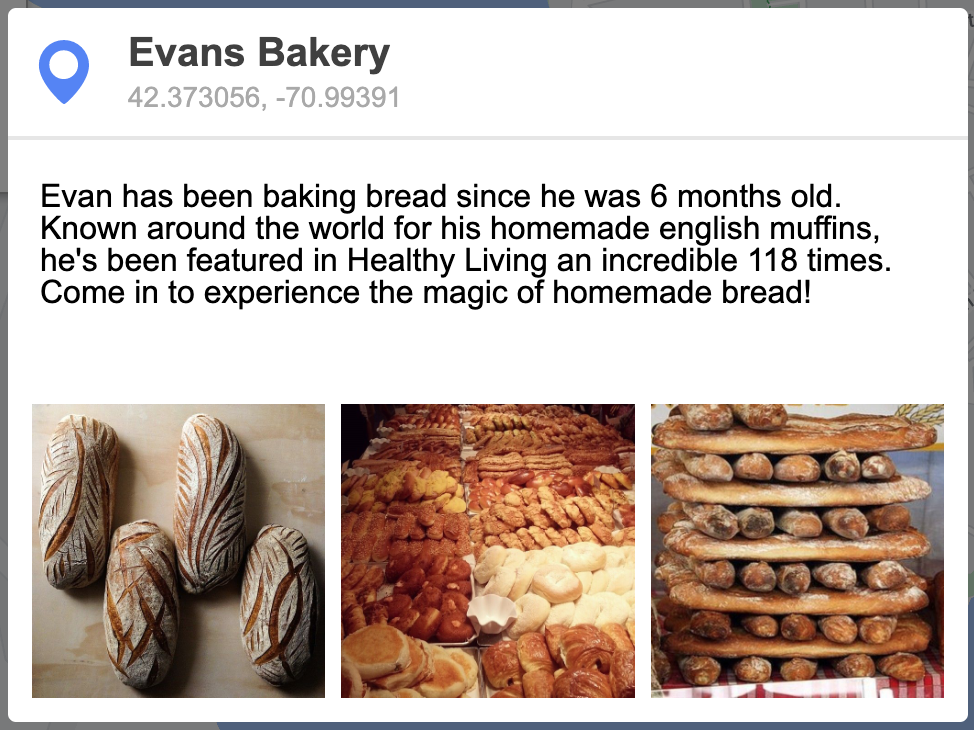 Evans Bakery
42.373056, -70.99391
Evan has been baking bread since he was 6 months old.
Known around the world for his homemade english muffins,
he's been featured in Healthy Living an incredible 118 times.
Come in to experience the magic of homemade bread!